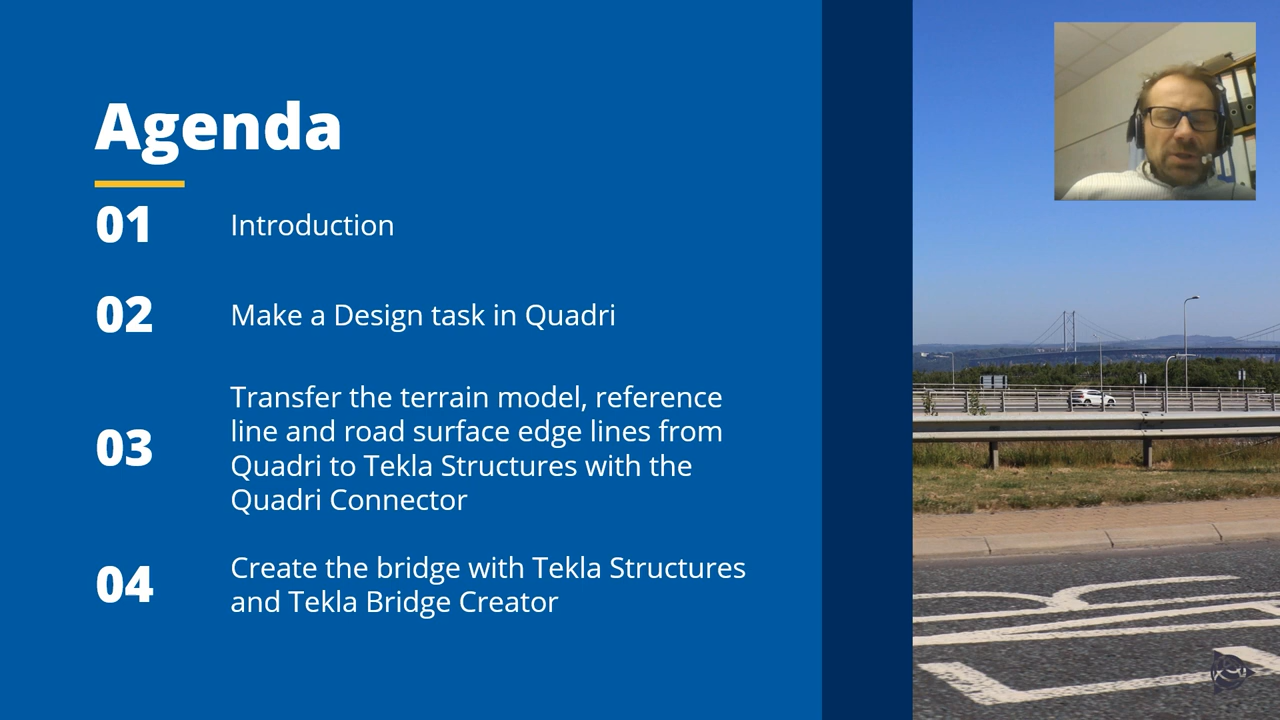 Agenda
01 Introduction
02 Make a Design task in Quadri
03 Transfer the terrain model, reference
line and road surface edge lines from
Quadri to Tekla Structures with the
Quadri Connector
04 Create the bridge with Tekla Structures
and Tekla Bridge Creator